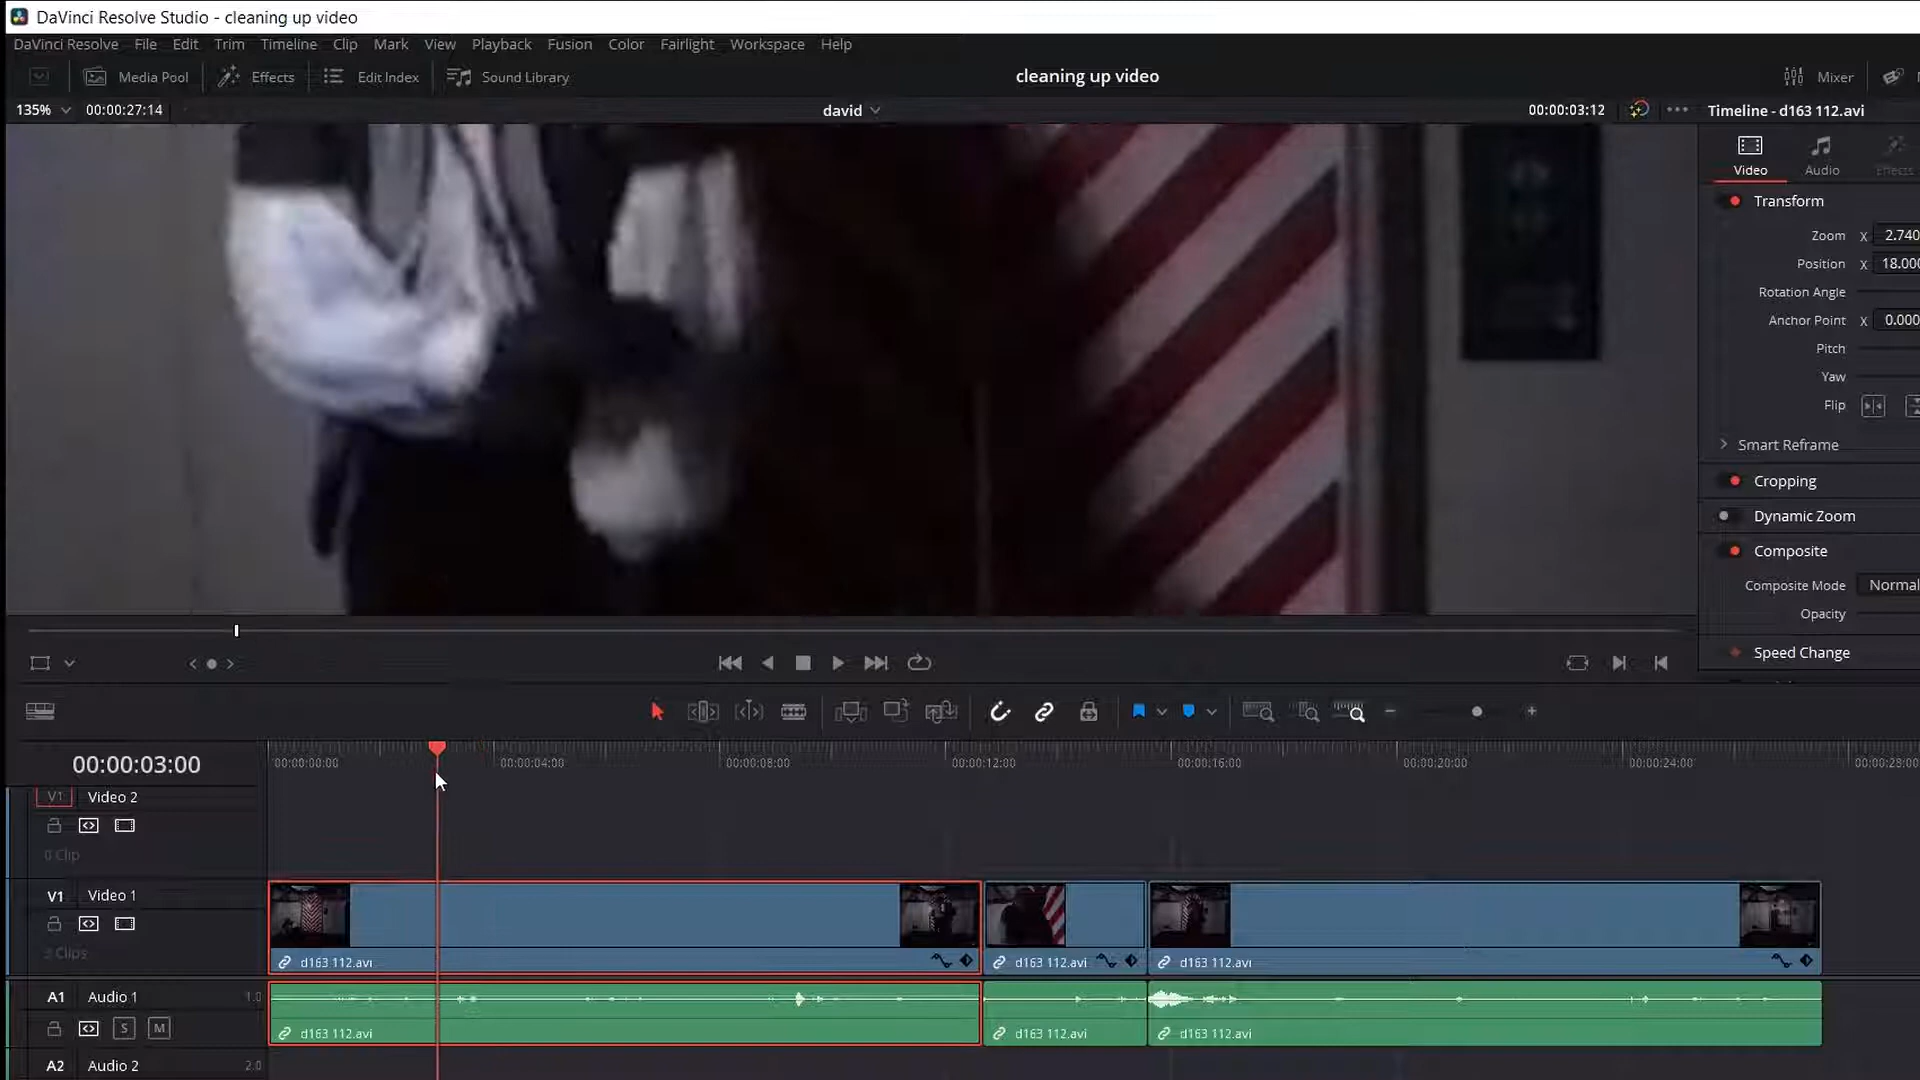 DaVinci Resolve Studio - cleaning up video
DaVinci Resolve File Edit Trim Timeline Clip Mark View Playback Fusion Color Fairlight Workspace Help
Media Pool Effects Edit Index Sound Library cleaning up video Mixer
135% 00:00:27:14 david 00:00:03:12 Timeline - d163 112.avi
Video Audio Effects
Transform
Zoom X 2.740
Position X 18.000
Rotation Angle
Anchor Point X 0.000
Pitch
Yaw
Flip
Smart Reframe
Cropping
Dynamic Zoom
Composite
Composite Mode Normal
Opacity
Speed Change
00:00:03:00 00:00:00:00 00:00:04:00 00:00:08:00 00:00:12:00 00:00:16:00 00:00:20:00 00:00:24:00 00:00:28:00
V1 Video 2
0 Clip
V1 Video 1
3 Clips
d163 112.avi d163 112.avi d163 112.avi
A1 Audio 1 1.0
S M
d163 112.avi d163 112.avi d163 112.avi
A2 Audio 2 2.0